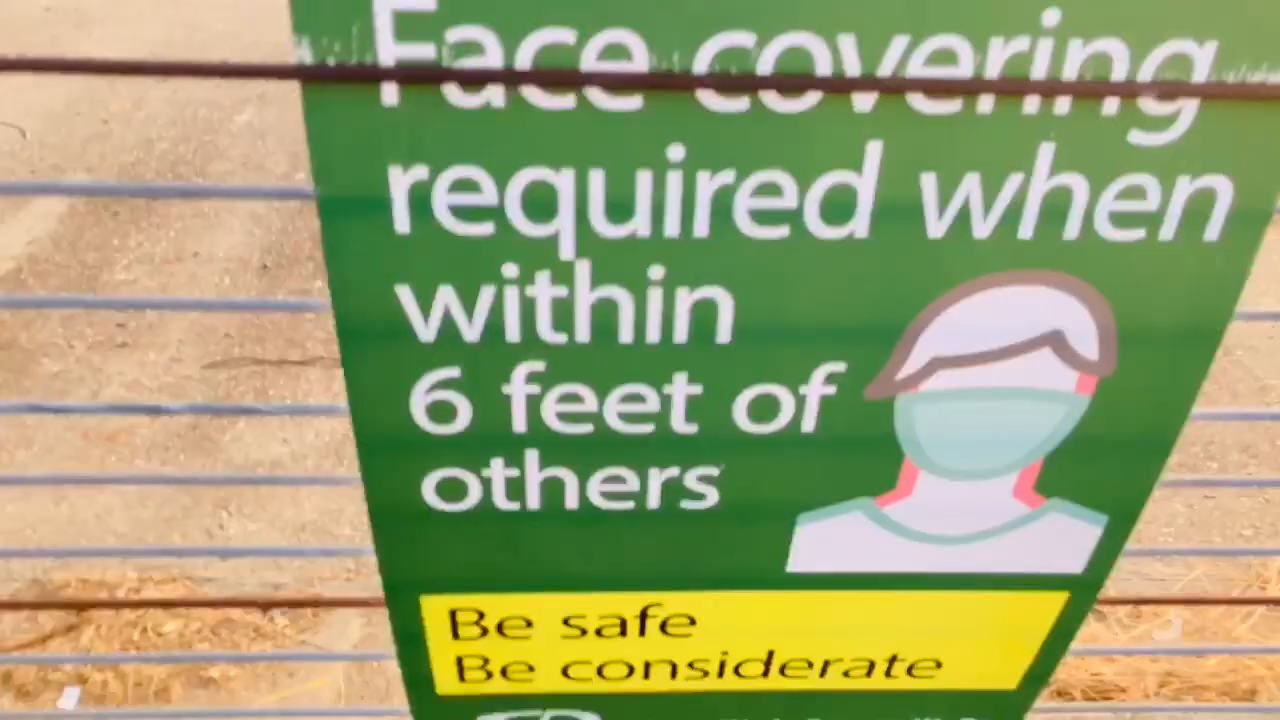 Face covering
required when
within
6 feet of
others
Be safe
Be considerate